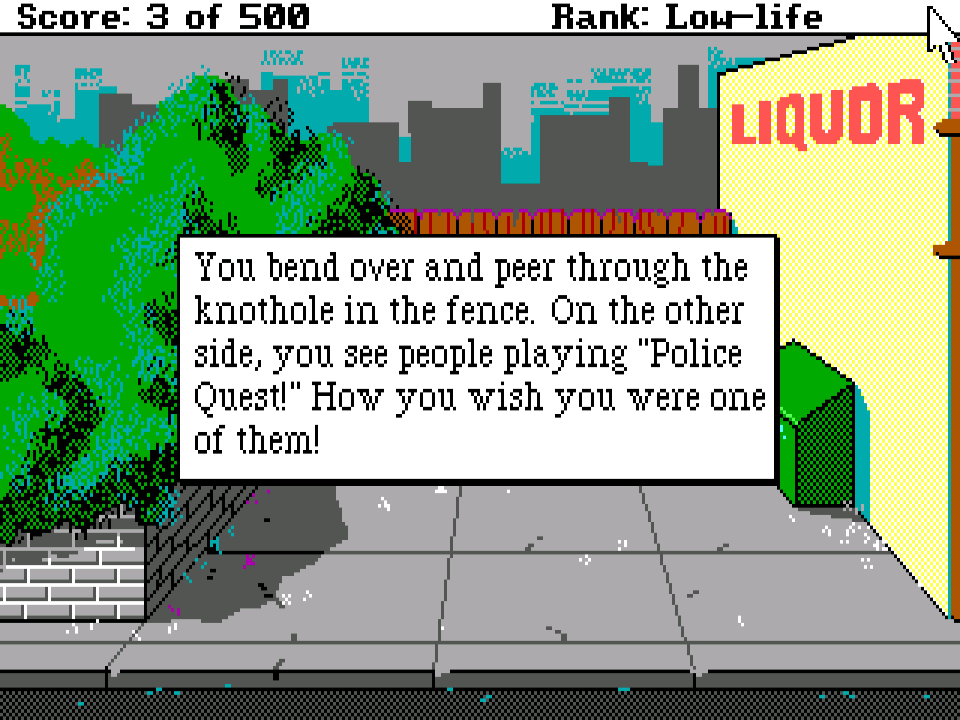 Score: 3 of 500 Rank: Low-life
LIQUOR
You bend over and peer through the
knothole in the fence. On the other
side, you see people playing "Police
Quest!" How you wish you were one
of them!